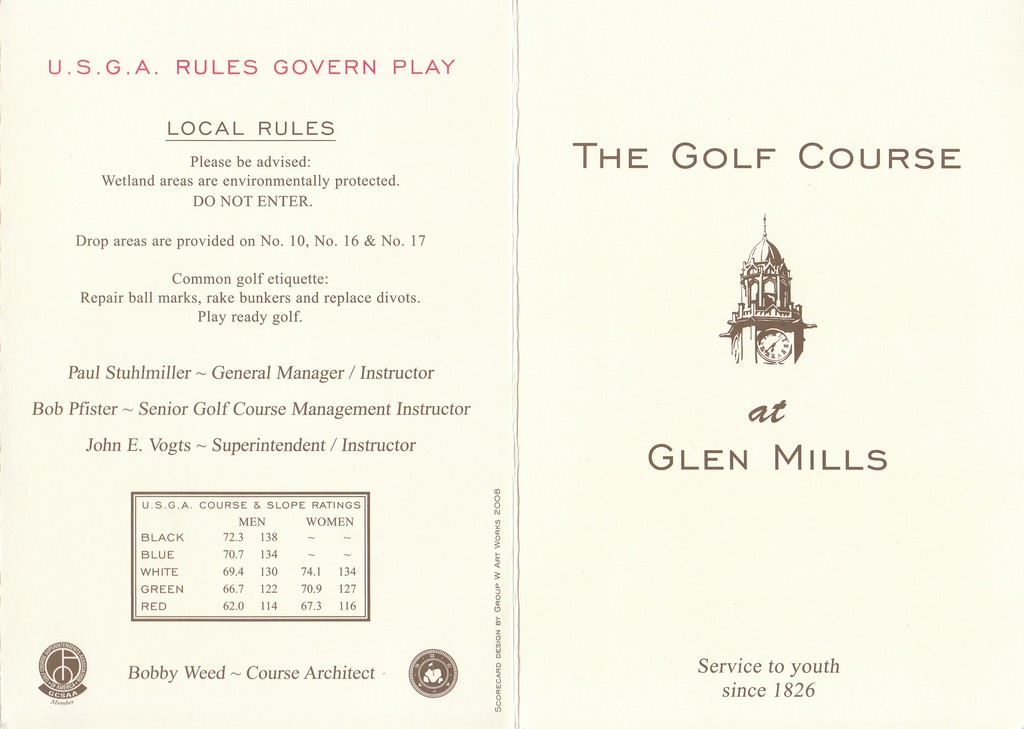 U.S.G.A. RULES GOVERN PLAY
LOCAL RULES
Please be advised:
Wetland areas are environmentally protected.
DO NOT ENTER.
Drop areas are provided on No. 10, No. 16 & No. 17
Common golf etiquette:
Repair ball marks, rake bunkers and replace divots.
Play ready golf.
Paul Stuhlmiller ~ General Manager / Instructor
Bob Pfister ~ Senior Golf Course Management Instructor
John E. Vogts ~ Superintendent / Instructor
U.S.G.A. COURSE & SLOPE RATINGS
MEN WOMEN
BLACK 72.3 138 ~ ~
BLUE 70.7 134 ~ ~
WHITE 69.4 130 74.1 134
GREEN 66.7 122 70.9 127
RED 62.0 114 67.3 116
GCSAA
Member
Bobby Weed ~ Course Architect
SCORECARD DESIGN BY GROUP W ART WORKS 2008
THE GOLF COURSE
at
GLEN MILLS
Service to youth
since 1826